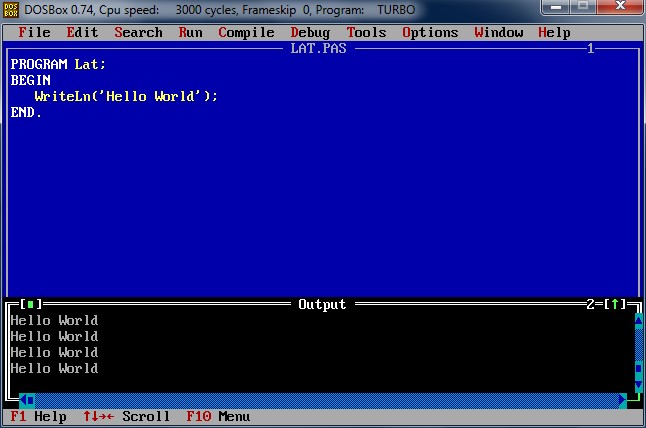 DOSBox 0.74, Cpu speed: 3000 cycles, Frameskip 0, Program: TURBO
File Edit Search Run Compile Debug Tools Options Window Help
LAT.PAS 1
PROGRAM Lat;
BEGIN
WriteLn('Hello World');
END.
[■] Output 2=[↑]
Hello World
Hello World
Hello World
Hello World
F1 Help ↑↓→← Scroll F10 Menu